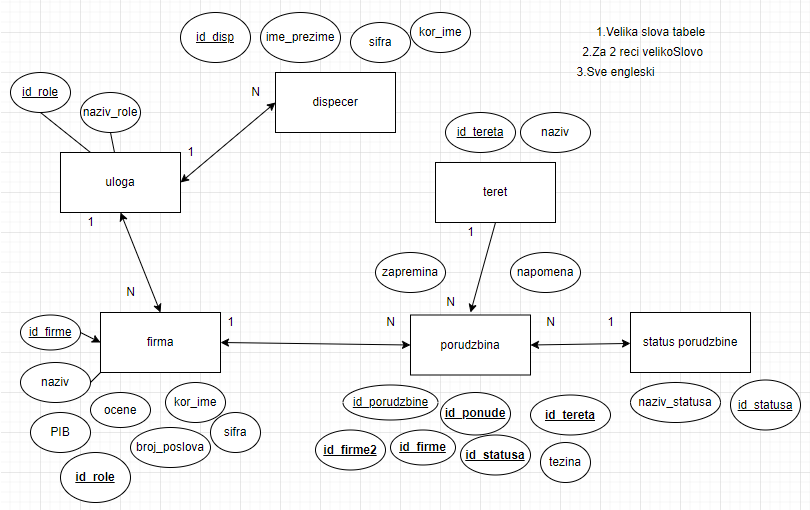 id_disp
ime_prezime
sifra
kor_ime
1.Velika slova tabele
2.Za 2 reci velikoSlovo
3.Sve engleski
id_role
naziv_role
N
dispecer
1
uloga
1
N
id_tereta
naziv
teret
1
zapremina
napomena
N
id_firme
firma
1
N
porudzbina
N
1
status porudzbine
naziv
ocene
kor_ime
sifra
PIB
broj_poslova
id_role
id_porudzbine
id_ponude
id_tereta
id_firme2
id_firme
id_statusa
tezina
naziv_statusa
id_statusa